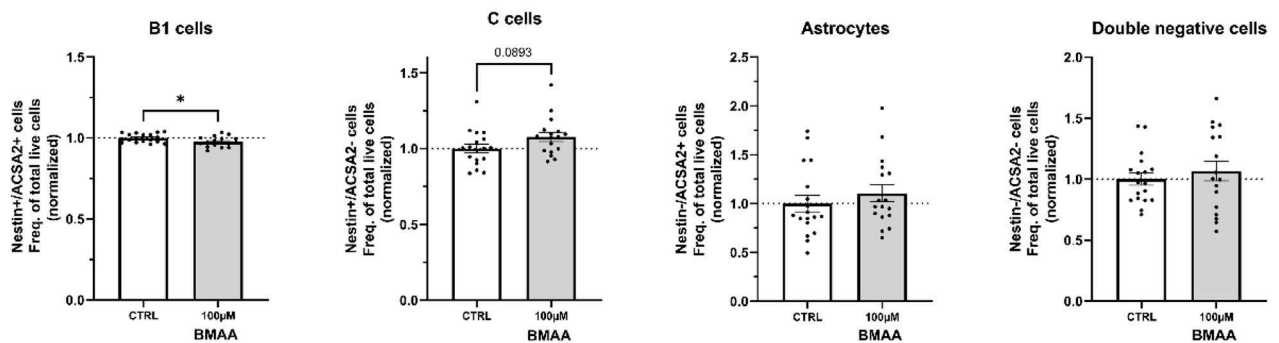 B1 cells
Nestin+/ACSA2+ cells
Freq. of total live cells
(normalized)
1.5
1.0
0.5
0.0
*
CTRL
100µM
BMAA
C cells
Nestin+/ACSA2- cells
Freq. of total live cells
(normalized)
1.5
1.0
0.5
0.0
0.0893
CTRL
100µM
BMAA
Astrocytes
Nestin-/ACSA2+ cells
Freq. of total live cells
(normalized)
2.5
2.0
1.5
1.0
0.5
0.0
CTRL
100µM
BMAA
Double negative cells
Nestin-/ACSA2- cells
Freq. of total live cells
(normalized)
2.0
1.5
1.0
0.5
0.0
CTRL
100µM
BMAA